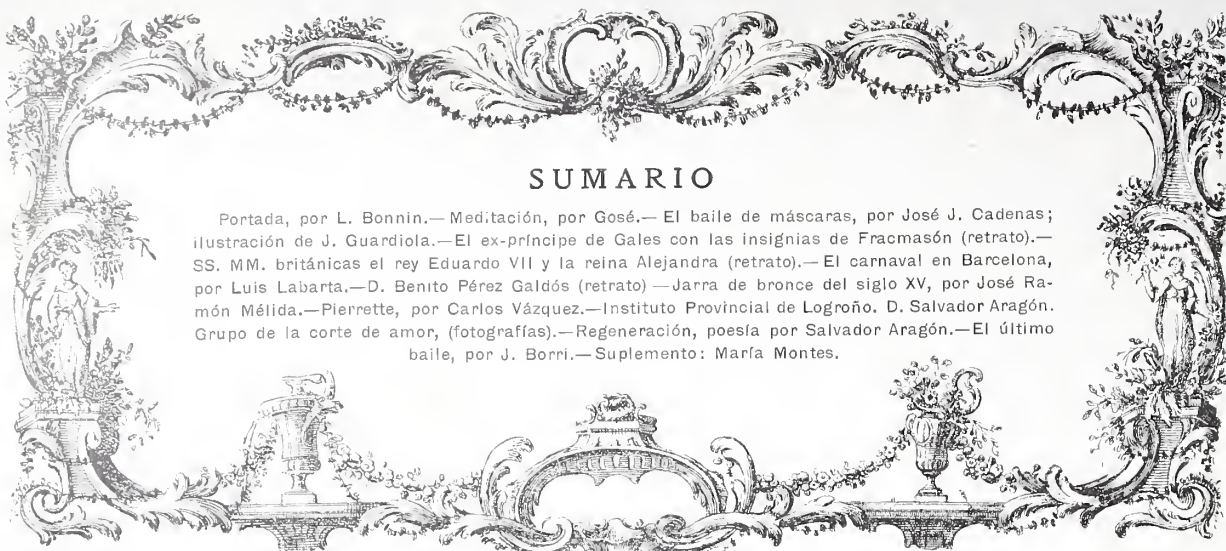 SUMARIO
Portada, por L. Bonnin.—Meditación, por Gosé.—El baile de máscaras, por José J. Cadenas;
ilustración de J. Guardiola.—El ex-príncipe de Gales con las insignias de Fracmasón (retrato).—
SS. MM. británicas el rey Eduardo VII y la reina Alejandra (retrato).—El carnaval en Barcelona,
por Luis Labarta.—D. Benito Pérez Galdós (retrato)—Jarra de bronce del siglo XV, por José Ra-
món Mélida.—Pierrette, por Carlos Vázquez.—Instituto Provincial de Logroño. D. Salvador Aragón.
Grupo de la corte de amor, (fotografías).—Regeneración, poesía por Salvador Aragón.—El último
baile, por J. Borri.—Suplemento: María Montes.